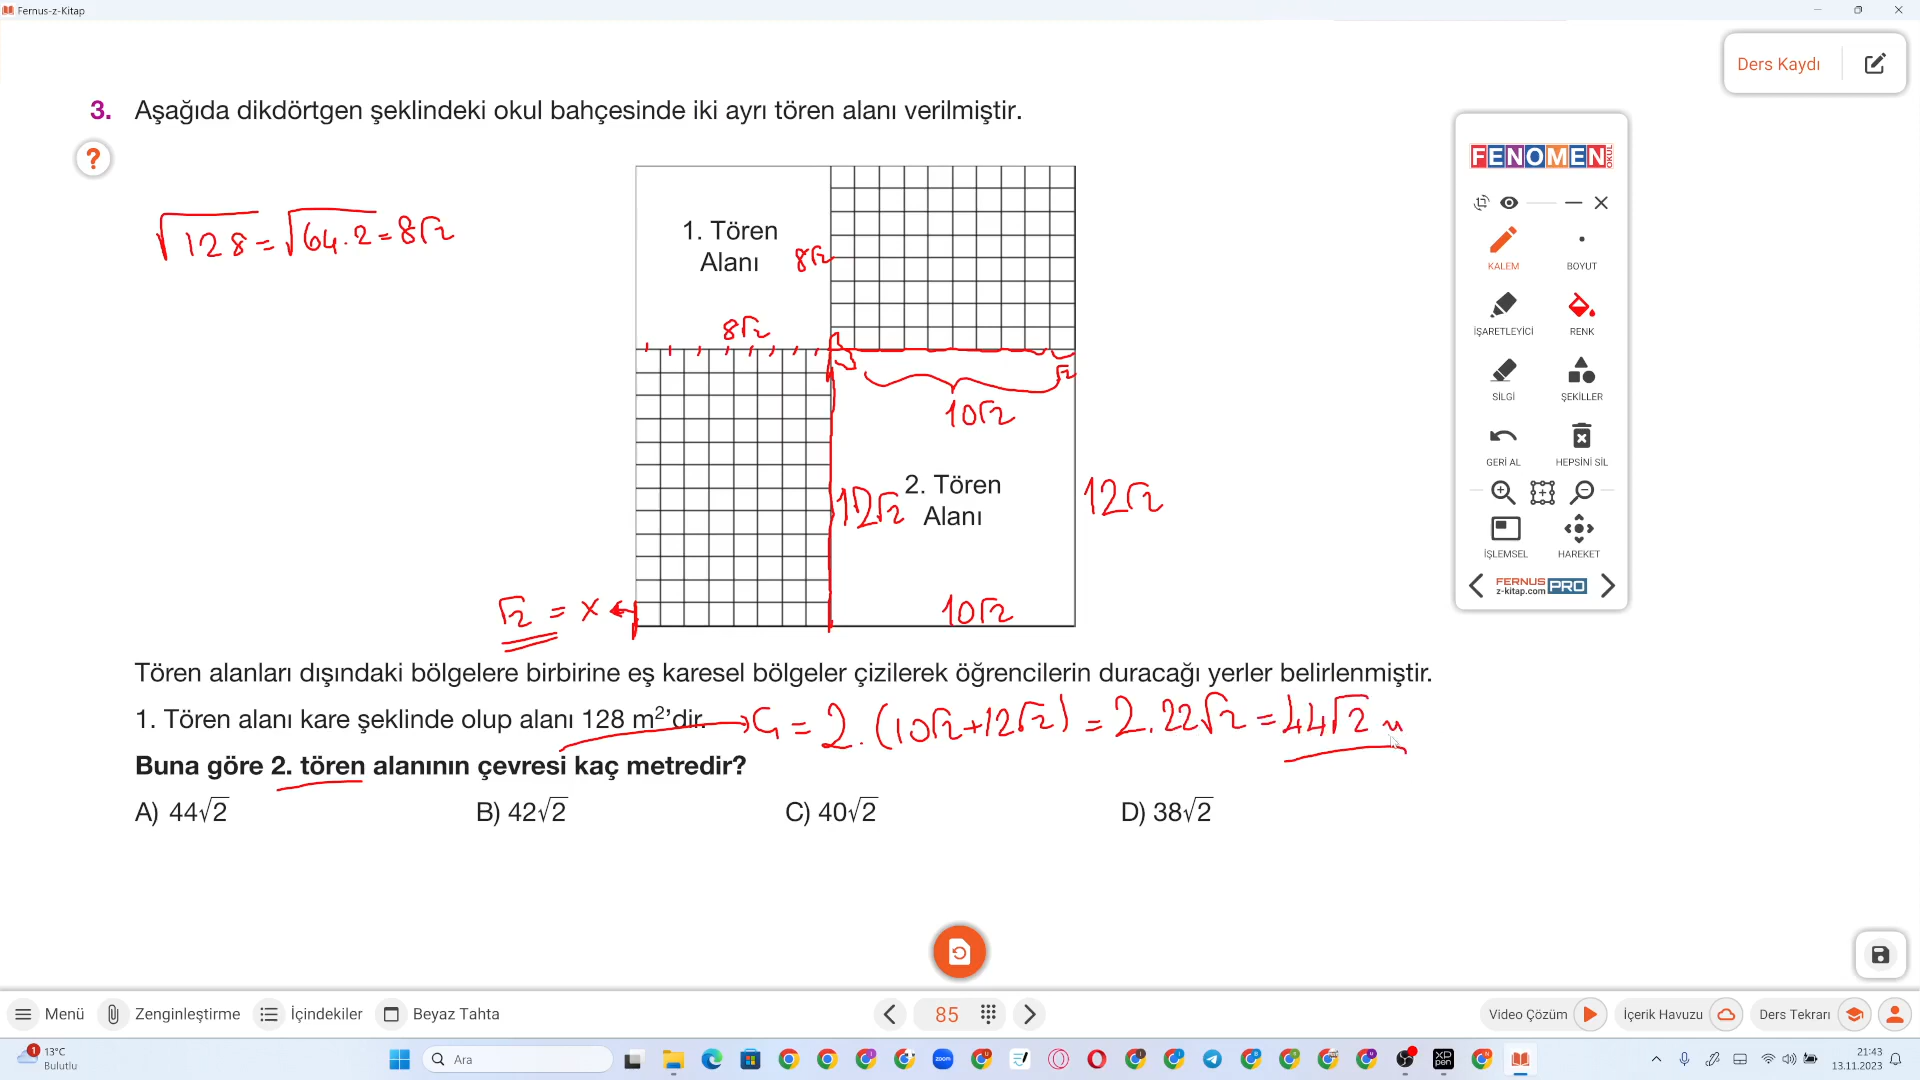 Fernus-z-Kitap
Ders Kaydı
3. Aşağıda dikdörtgen şeklindeki okul bahçesinde iki ayrı tören alanı verilmiştir.
?
√128 = √64.2 = 8√2
1. Tören
Alanı
8√2
8√2
√2
10√2
2. Tören
Alanı
12√2
12√2
√2 = x
10√2
Tören alanları dışındaki bölgelere birbirine eş karesel bölgeler çizilerek öğrencilerin duracağı yerler belirlenmiştir.
1. Tören alanı kare şeklinde olup alanı 128 m²’dir.
Ç = 2.(10√2+12√2) = 2.22√2 = 44√2 m
Buna göre 2. tören alanının çevresi kaç metredir?
A) 44√2 B) 42√2 C) 40√2 D) 38√2
FENOMEN OKUL
KALEM BOYUT
İŞARETLEYİCİ RENK
SİLGİ ŞEKİLLER
GERİ AL HEPSİNİ SİL
İŞLEMSEL HAREKET
FERNUS PRO
z-kitap.com
Menü Zenginleştirme İçindekiler Beyaz Tahta 85 Video Çözüm İçerik Havuzu Ders Tekrarı
1 13°C
Bulutlu
Ara
zoom
XP
pen
21:43
13.11.2023